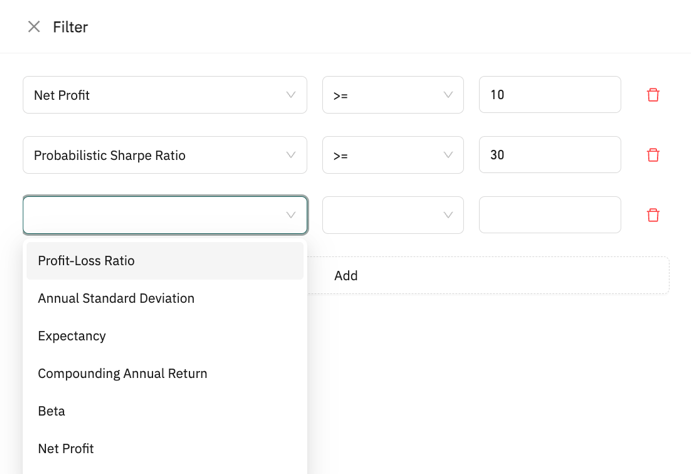 Filter
Net Profit >= 10
Probabilistic Sharpe Ratio >= 30
Profit-Loss Ratio
Add
Annual Standard Deviation
Expectancy
Compounding Annual Return
Beta
Net Profit